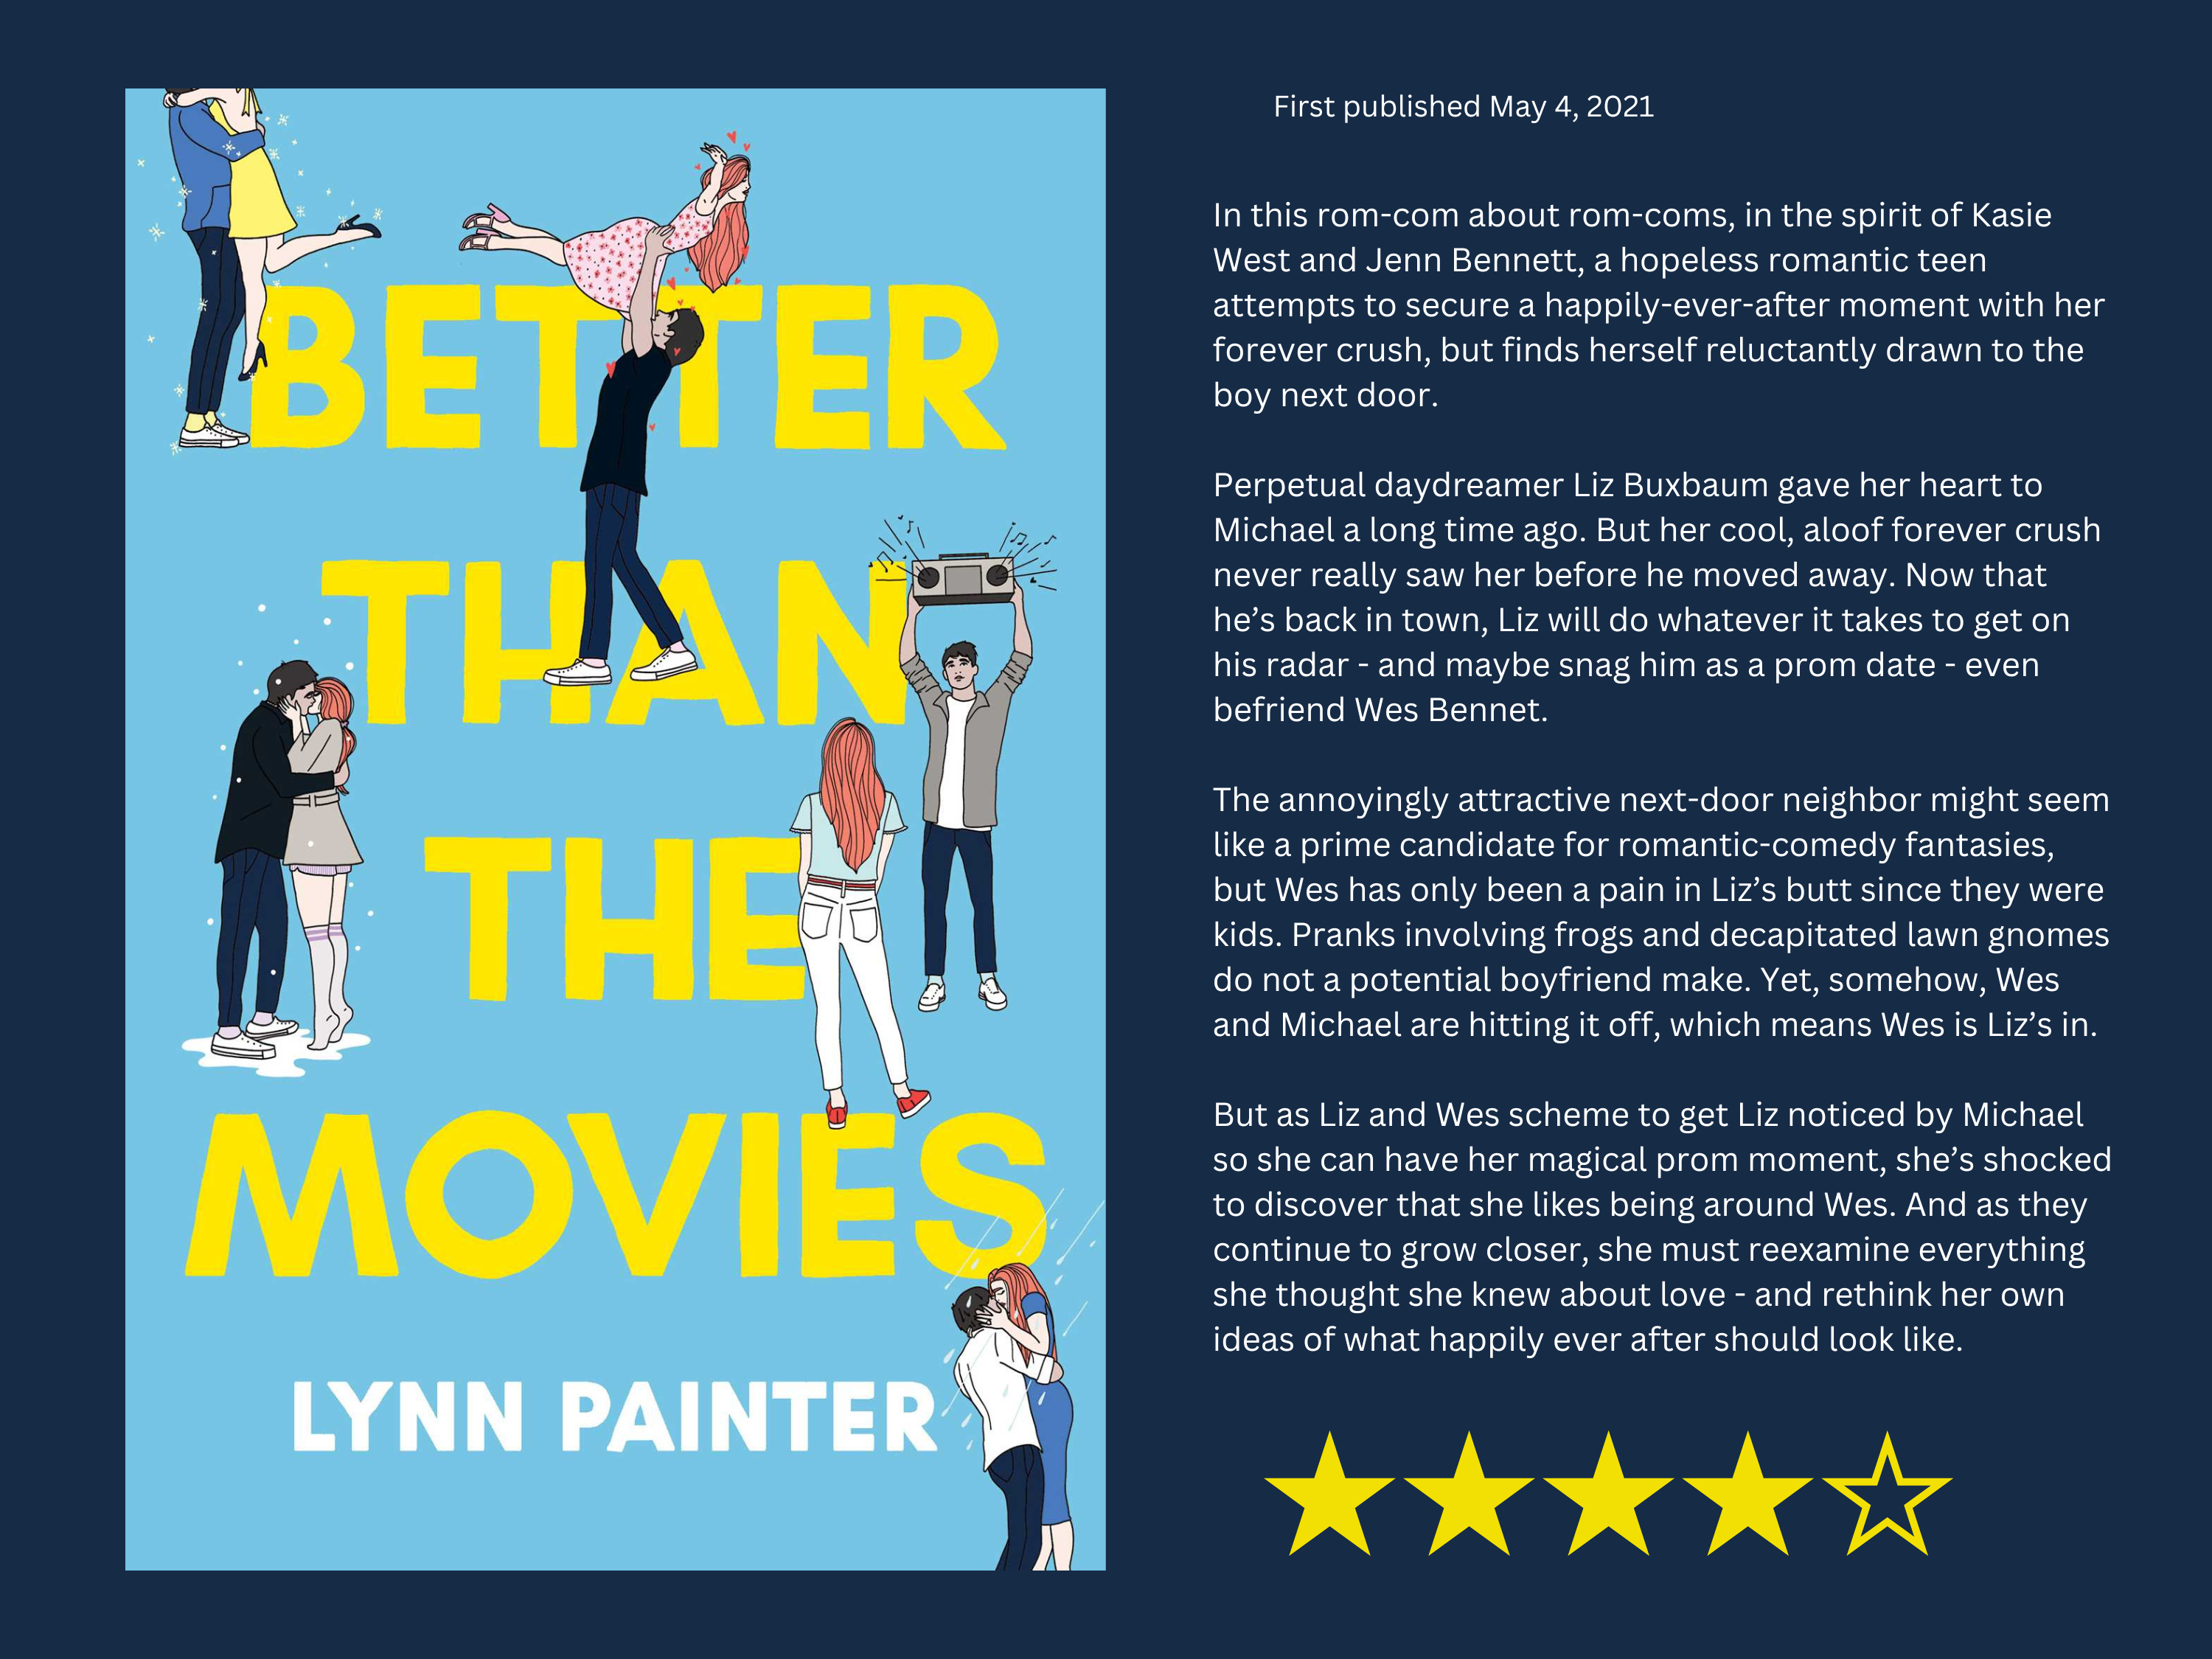 BETTER
THAN
THE
MOVIES
LYNN PAINTER
First published May 4, 2021
In this rom-com about rom-coms, in the spirit of Kasie
West and Jenn Bennett, a hopeless romantic teen
attempts to secure a happily-ever-after moment with her
forever crush, but finds herself reluctantly drawn to the
boy next door.
Perpetual daydreamer Liz Buxbaum gave her heart to
Michael a long time ago. But her cool, aloof forever crush
never really saw her before he moved away. Now that
he’s back in town, Liz will do whatever it takes to get on
his radar - and maybe snag him as a prom date - even
befriend Wes Bennet.
The annoyingly attractive next-door neighbor might seem
like a prime candidate for romantic-comedy fantasies,
but Wes has only been a pain in Liz’s butt since they were
kids. Pranks involving frogs and decapitated lawn gnomes
do not a potential boyfriend make. Yet, somehow, Wes
and Michael are hitting it off, which means Wes is Liz’s in.
But as Liz and Wes scheme to get Liz noticed by Michael
so she can have her magical prom moment, she’s shocked
to discover that she likes being around Wes. And as they
continue to grow closer, she must reexamine everything
she thought she knew about love - and rethink her own
ideas of what happily ever after should look like.